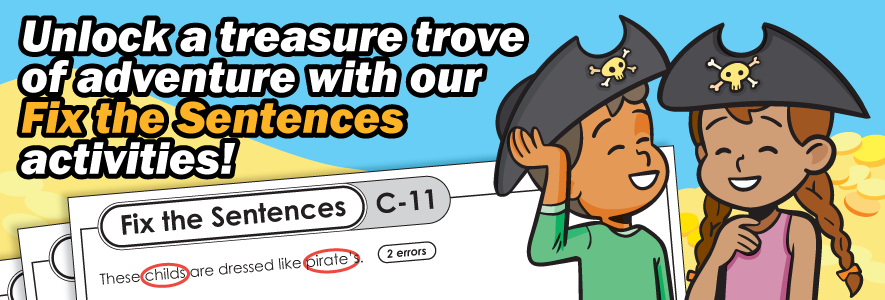 Unlock a treasure trove
of adventure with our
Fix the Sentences
activities!
Fix the Sentences C-11
These childs are dressed like pirate"s. 2 errors